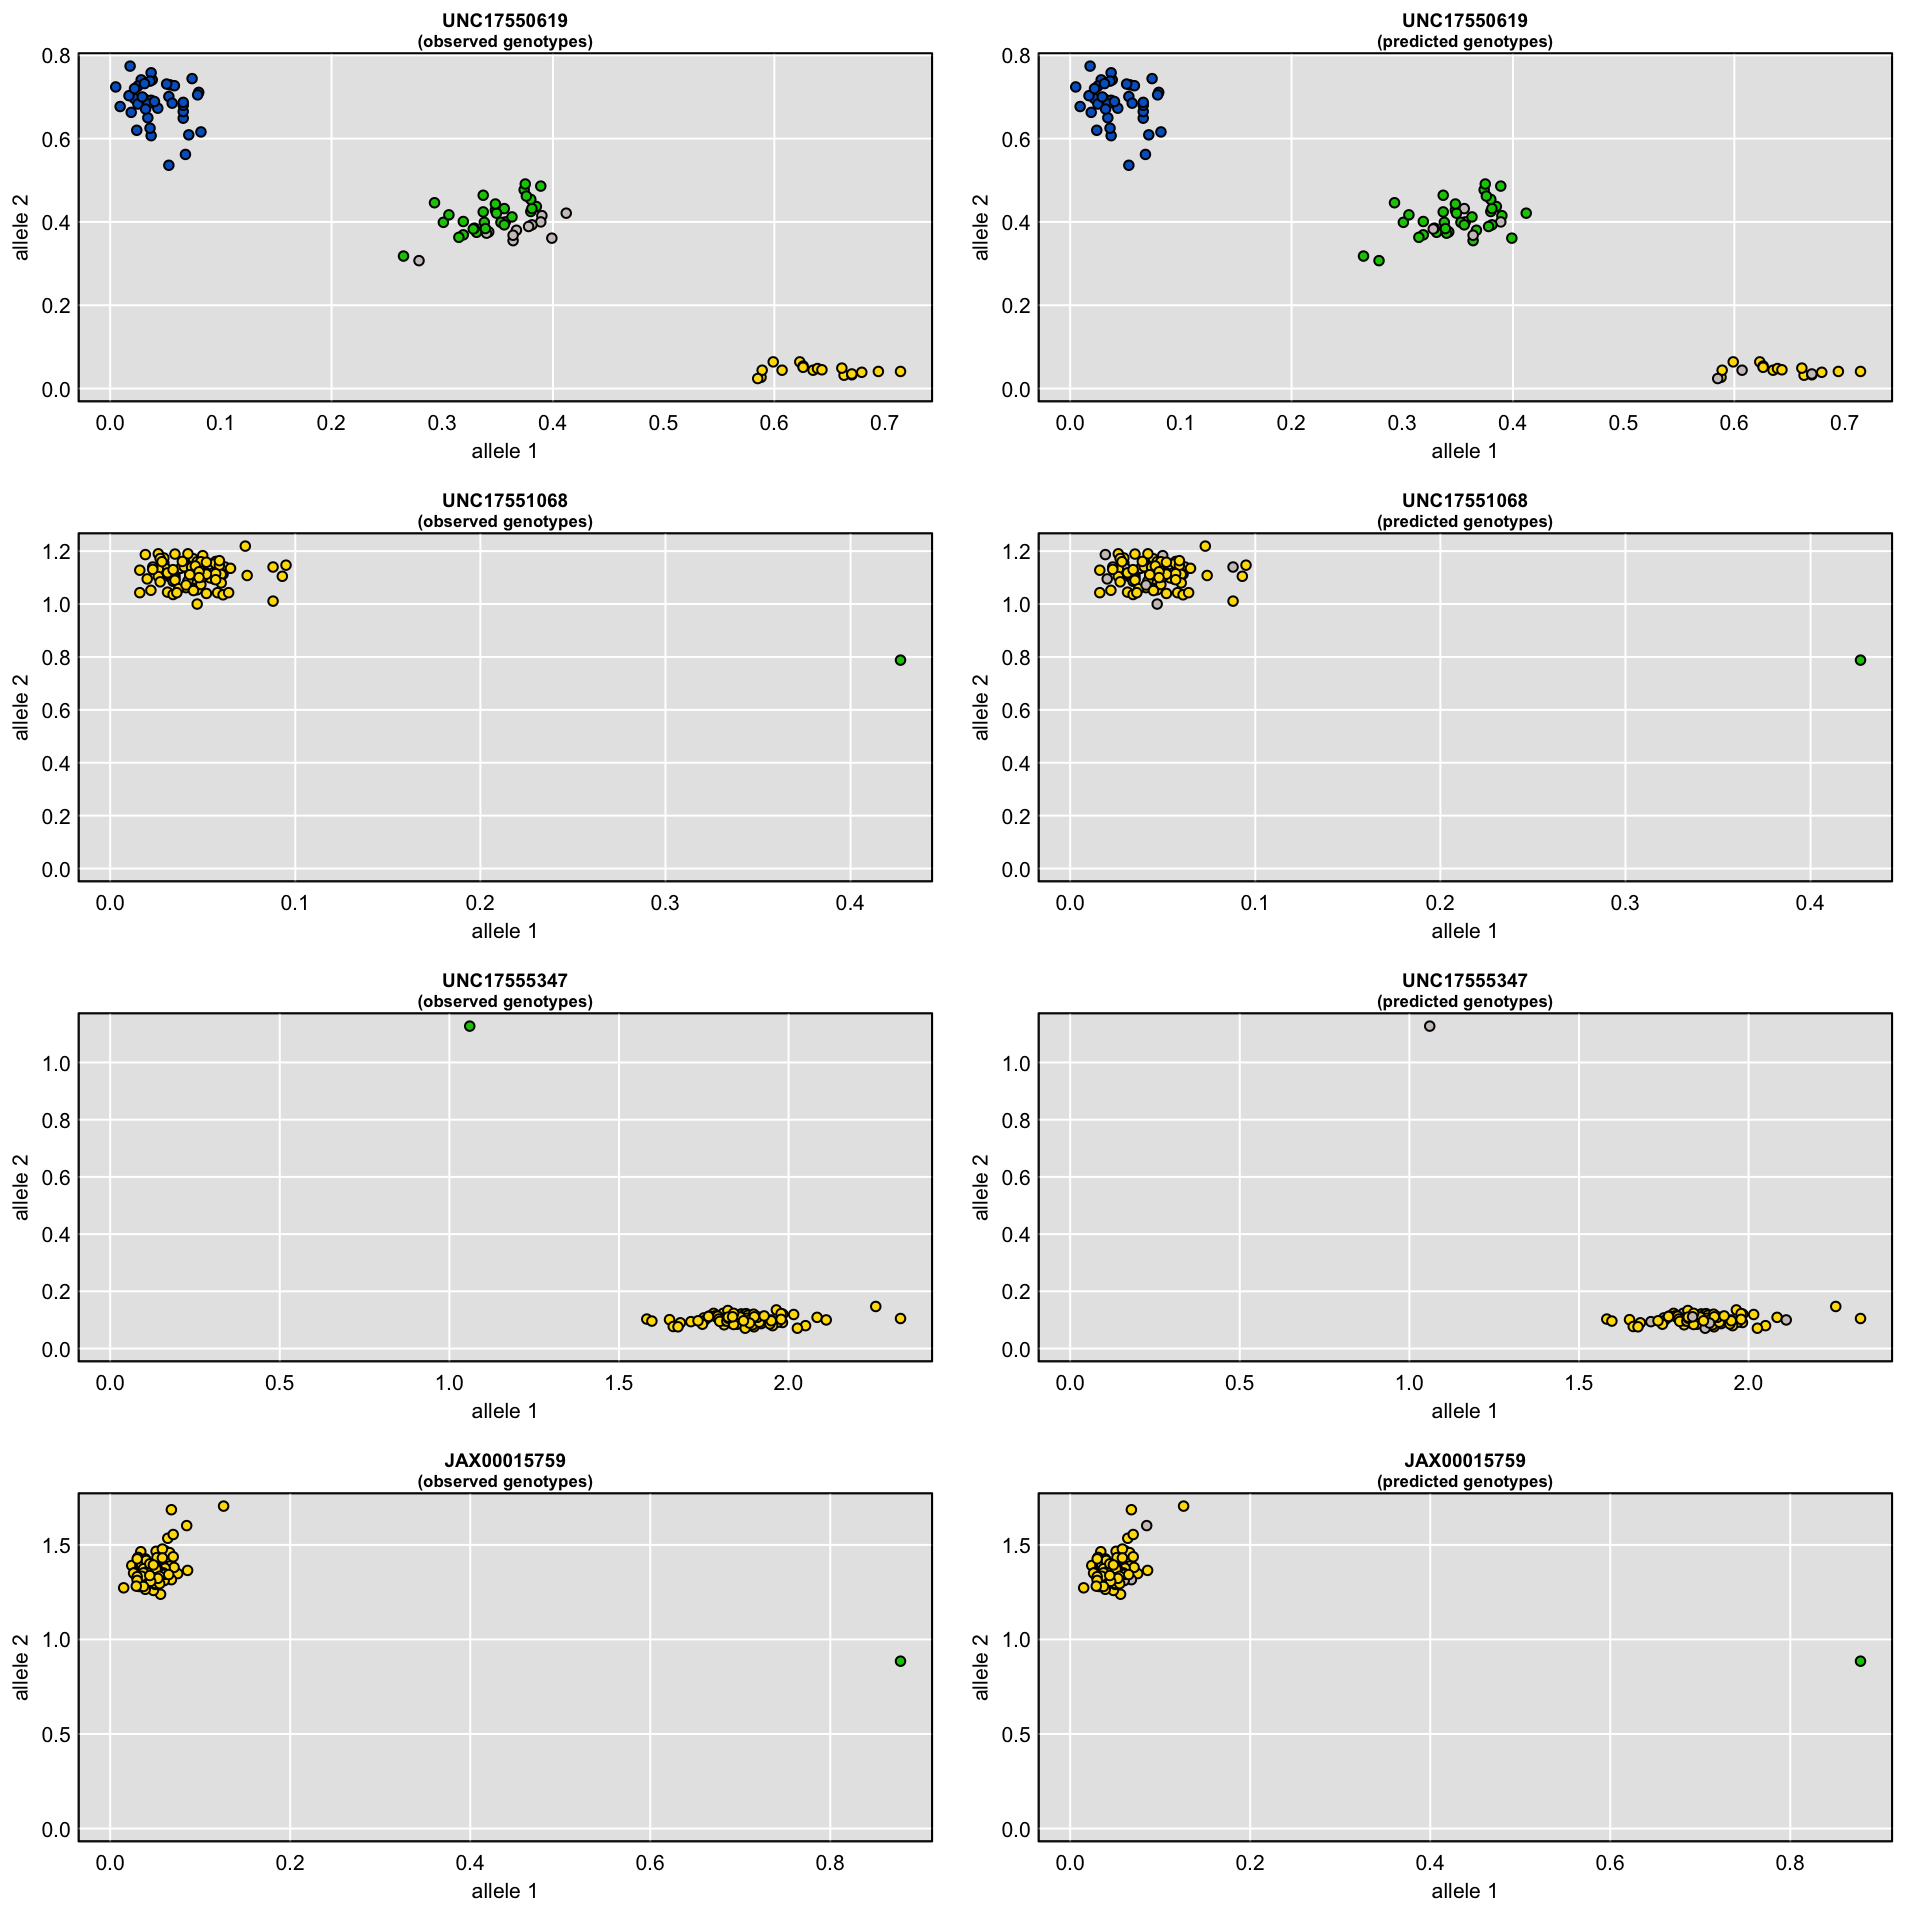 UNC17550619
(observed genotypes)
0.8
0.6
0.4
0.2
0.0
allele 2
0.0 0.1 0.2 0.3 0.4 0.5 0.6 0.7
allele 1
UNC17550619
(predicted genotypes)
0.8
0.6
0.4
0.2
0.0
allele 2
0.0 0.1 0.2 0.3 0.4 0.5 0.6 0.7
allele 1
UNC17551068
(observed genotypes)
1.2
1.0
0.8
0.6
0.4
0.2
0.0
allele 2
0.0 0.1 0.2 0.3 0.4
allele 1
UNC17551068
(predicted genotypes)
1.2
1.0
0.8
0.6
0.4
0.2
0.0
allele 2
0.0 0.1 0.2 0.3 0.4
allele 1
UNC17555347
(observed genotypes)
1.0
0.8
0.6
0.4
0.2
0.0
allele 2
0.0 0.5 1.0 1.5 2.0
allele 1
UNC17555347
(predicted genotypes)
1.0
0.8
0.6
0.4
0.2
0.0
allele 2
0.0 0.5 1.0 1.5 2.0
allele 1
JAX00015759
(observed genotypes)
1.5
1.0
0.5
0.0
allele 2
0.0 0.2 0.4 0.6 0.8
allele 1
JAX00015759
(predicted genotypes)
1.5
1.0
0.5
0.0
allele 2
0.0 0.2 0.4 0.6 0.8
allele 1